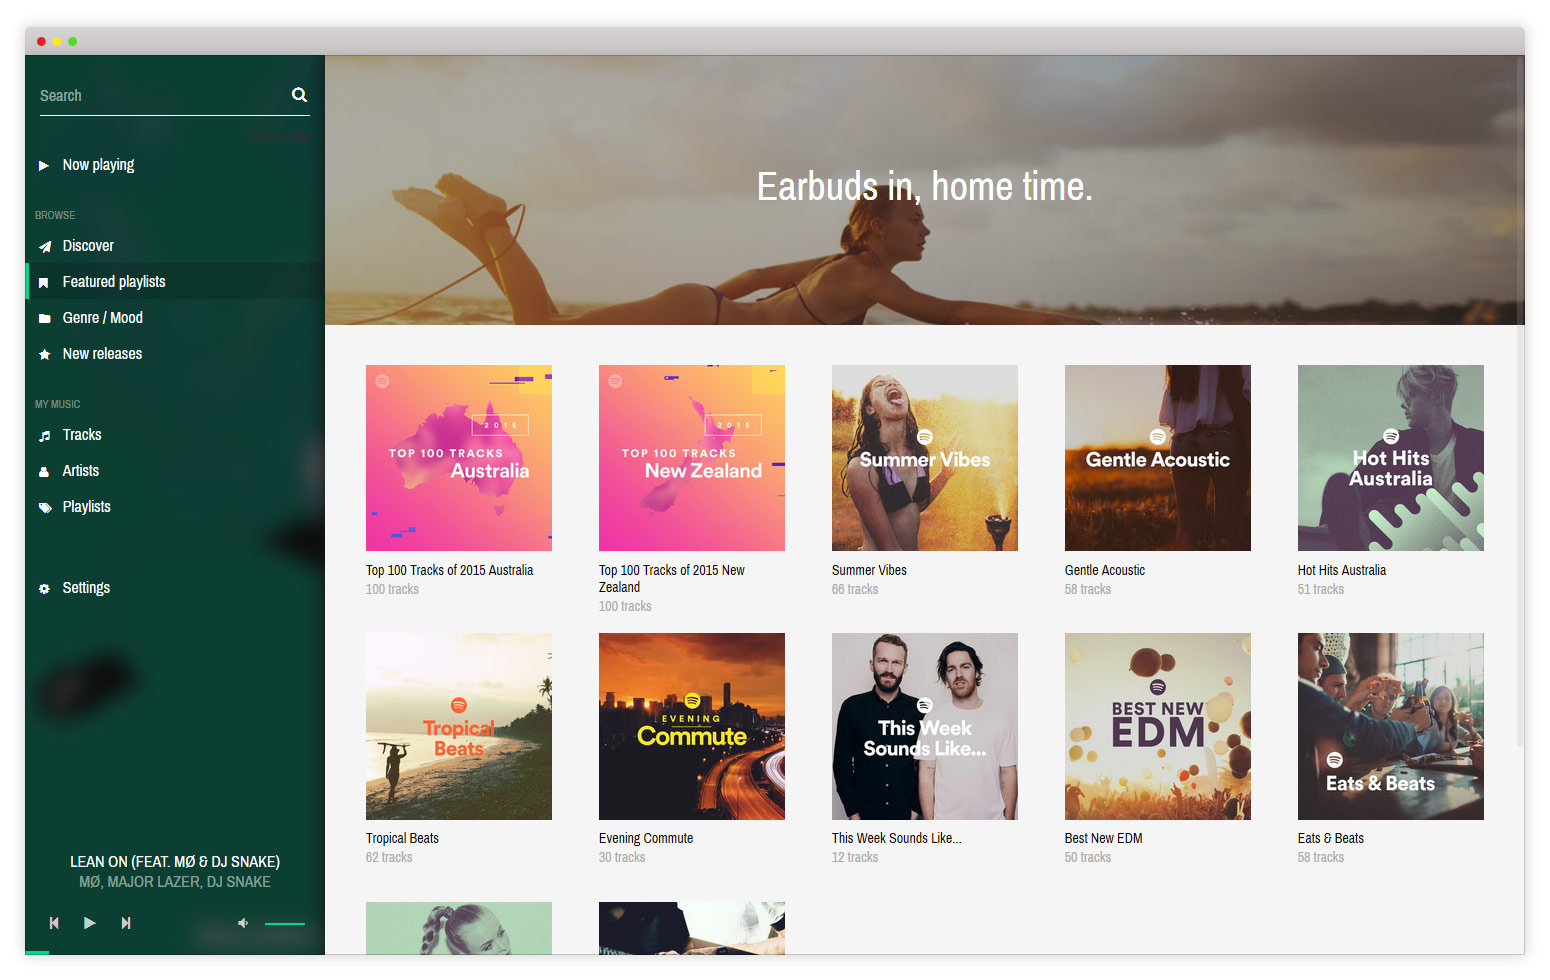 Search
Drop to add
Now playing
BROWSE
Discover
Featured playlists
Genre / Mood
New releases
MY MUSIC
Tracks
Artists
Playlists
Settings
LEAN ON (FEAT. MØ & DJ SNAKE)
MØ, MAJOR LAZER, DJ SNAKE
Earbuds in, home time.
2015
TOP 100 TRACKS
Australia
Top 100 Tracks of 2015 Australia
100 tracks
2015
TOP 100 TRACKS
New Zealand
Top 100 Tracks of 2015 New
Zealand
100 tracks
Summer Vibes
Summer Vibes
66 tracks
Gentle Acoustic
Gentle Acoustic
58 tracks
Hot Hits
Australia
Hot Hits Australia
51 tracks
Tropical
Beats
Tropical Beats
62 tracks
EVENING
Commute
Evening Commute
30 tracks
This Week
Sounds Like...
This Week Sounds Like...
12 tracks
BEST NEW
EDM
Best New EDM
50 tracks
Eats & Beats
Eats & Beats
58 tracks